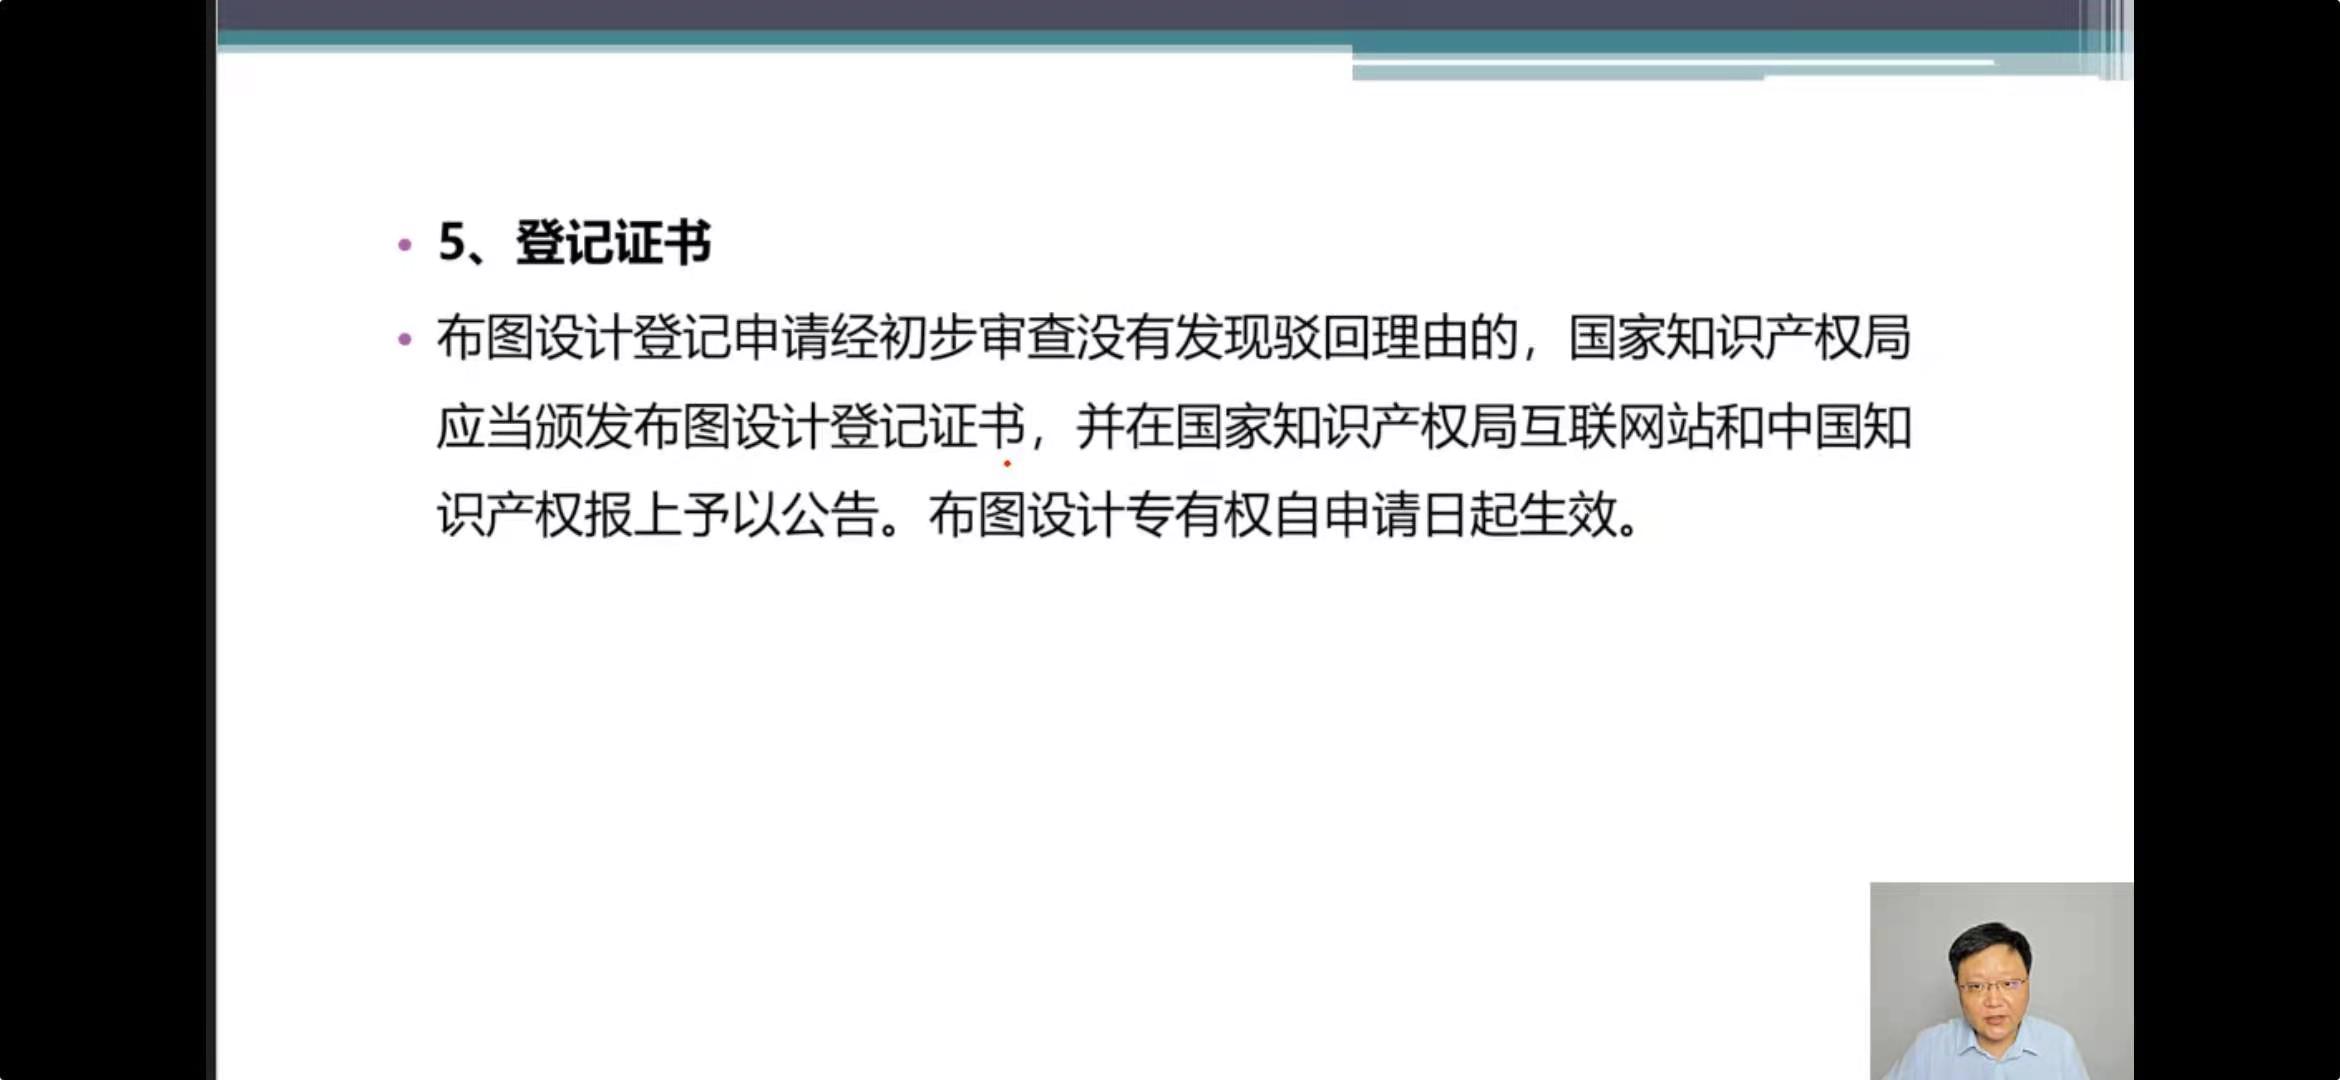 5、登记证书
布图设计登记申请经初步审查没有发现驳回理由的，国家知识产权局
应当颁发布图设计登记证书，并在国家知识产权局互联网站和中国知
识产权报上予以公告。布图设计专有权自申请日起生效。